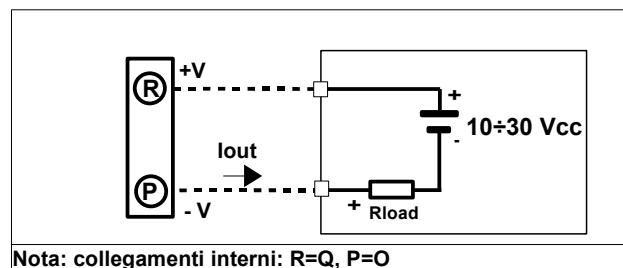 R
+V
+
10÷30 Vcc
-
Iout
P
- V
+
Rload
Nota: collegamenti interni: R=Q, P=O